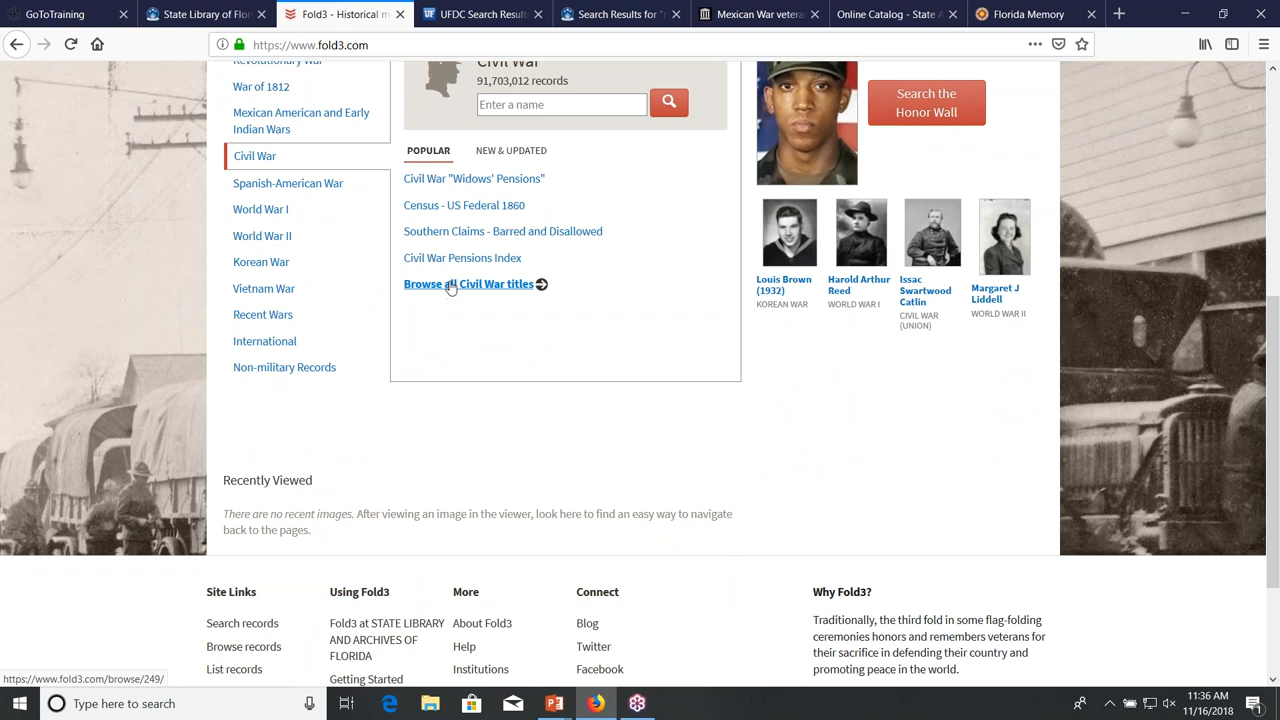 GoToTraining
State Library of Flo
Fold3 - Historical m
UFDC Search Results
Search Results for "r
Mexican War vetera
Online Catalog - State A
Florida Memory
https://www.fold3.com
Revolutionary War
War of 1812
Mexican American and Early
Indian Wars
Civil War
Spanish-American War
World War I
World War II
Korean War
Vietnam War
Recent Wars
International
Non-military Records
Civil War
91,703,012 records
Enter a name
POPULAR
NEW & UPDATED
Civil War "Widows' Pensions"
Census - US Federal 1860
Southern Claims - Barred and Disallowed
Civil War Pensions Index
Browse all Civil War titles
Search the
Honor Wall
Louis Brown
(1932)
KOREAN WAR
Harold Arthur
Reed
WORLD WAR I
Issac
Swartwood
Catlin
CIVIL WAR
(UNION)
Margaret J
Liddell
WORLD WAR II
Recently Viewed
There are no recent images. After viewing an image in the viewer, look here to find an easy way to navigate
back to the pages.
Site Links
Search records
Browse records
List records
Using Fold3
Fold3 at STATE LIBRARY
AND ARCHIVES OF
FLORIDA
Getting Started
More
About Fold3
Help
Institutions
Connect
Blog
Twitter
Facebook
Why Fold3?
Traditionally, the third fold in some flag-folding
ceremonies honors and remembers veterans for
their sacrifice in defending their country and
promoting peace in the world.
https://www.fold3.com/browse/249/
Type here to search
11:36 AM
11/16/2018